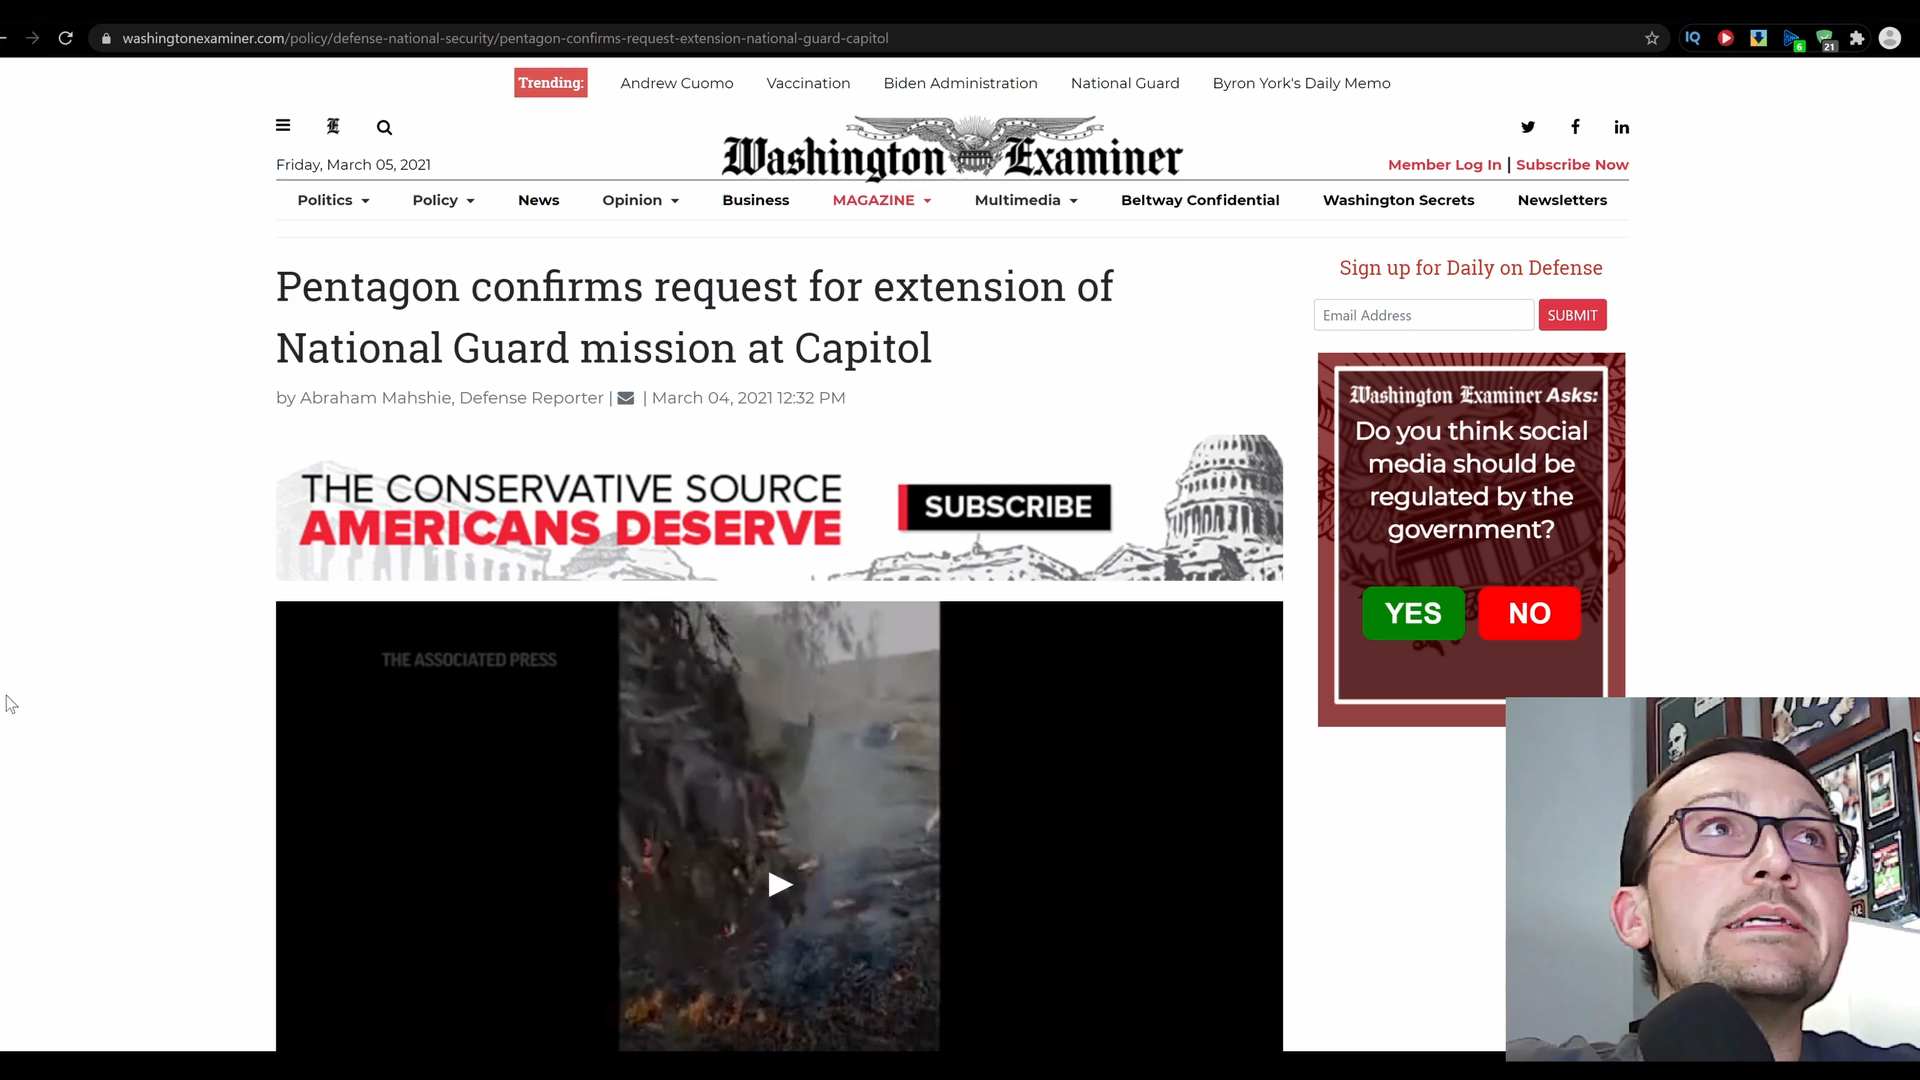 washingtonexaminer.com/policy/defense-national-security/pentagon-confirms-request-extension-national-guard-capitol
IQ
6
21
Trending:
Andrew Cuomo
Vaccination
Biden Administration
National Guard
Byron York's Daily Memo
Friday, March 05, 2021
Washington Examiner
Member Log In | Subscribe Now
Politics
Policy
News
Opinion
Business
MAGAZINE
Multimedia
Beltway Confidential
Washington Secrets
Newsletters
Pentagon confirms request for extension of
National Guard mission at Capitol
by Abraham Mahshie, Defense Reporter | | March 04, 2021 12:32 PM
THE CONSERVATIVE SOURCE
AMERICANS DESERVE
SUBSCRIBE
THE ASSOCIATED PRESS
Sign up for Daily on Defense
Email Address
SUBMIT
Washington Examiner Asks:
Do you think social
media should be
regulated by the
government?
YES
NO